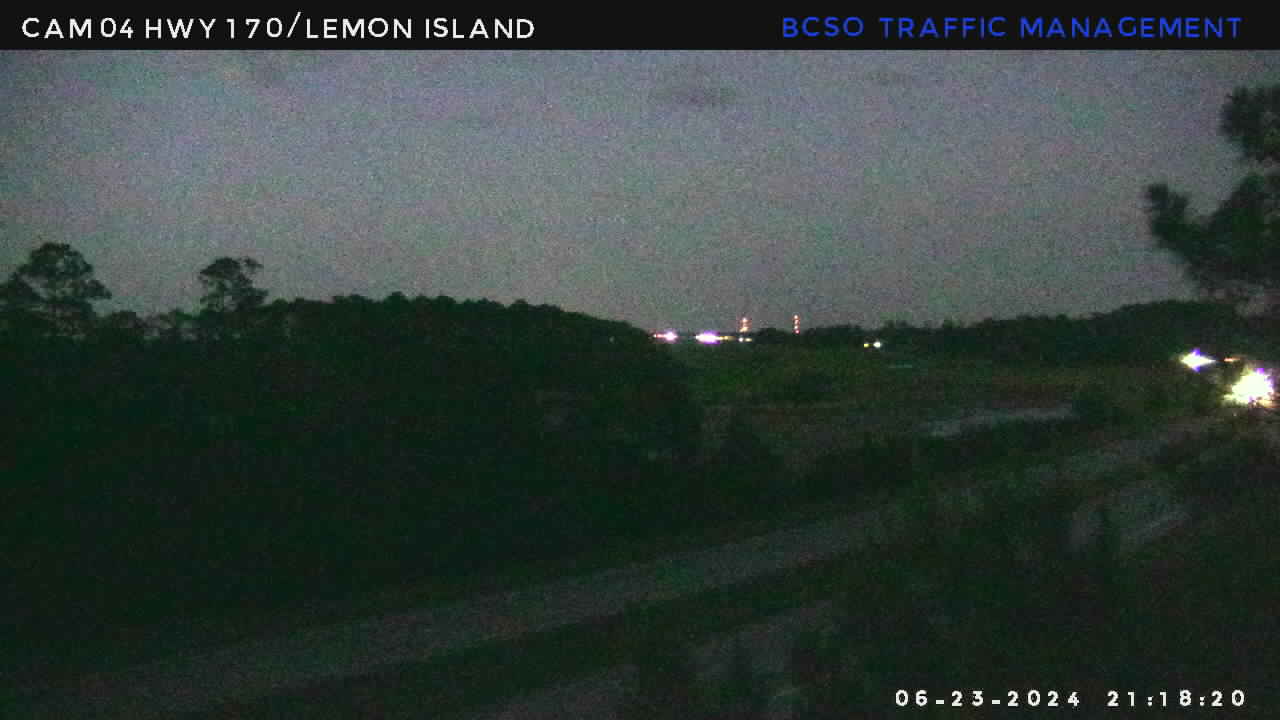 CAM04 HWY 170/LEMON ISLAND
BCSO TRAFFIC MANAGEMENT
06-23-2024 21:18:20